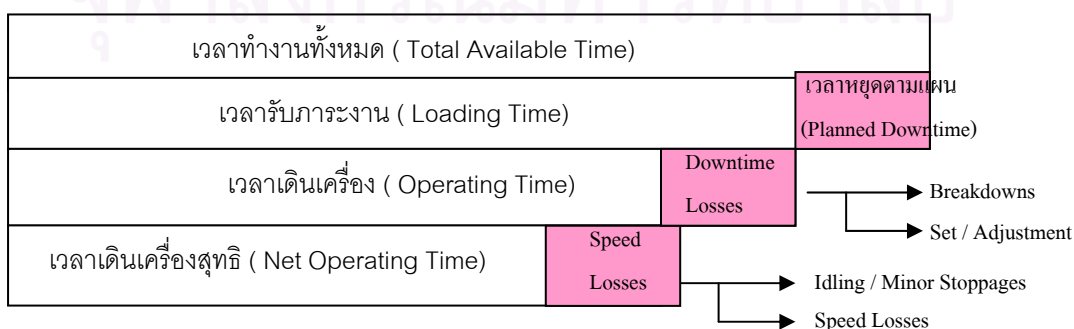 เวลาทำงานทั้งหมด ( Total Available Time)
เวลารับภาระงาน ( Loading Time)
เวลาหยุดตามแผน
(Planned Downtime)
เวลาเดินเครื่อง ( Operating Time)
Downtime
Losses
Breakdowns
Set / Adjustment
เวลาเดินเครื่องสุทธิ ( Net Operating Time)
Speed
Losses
Idling / Minor Stoppages
Speed Losses